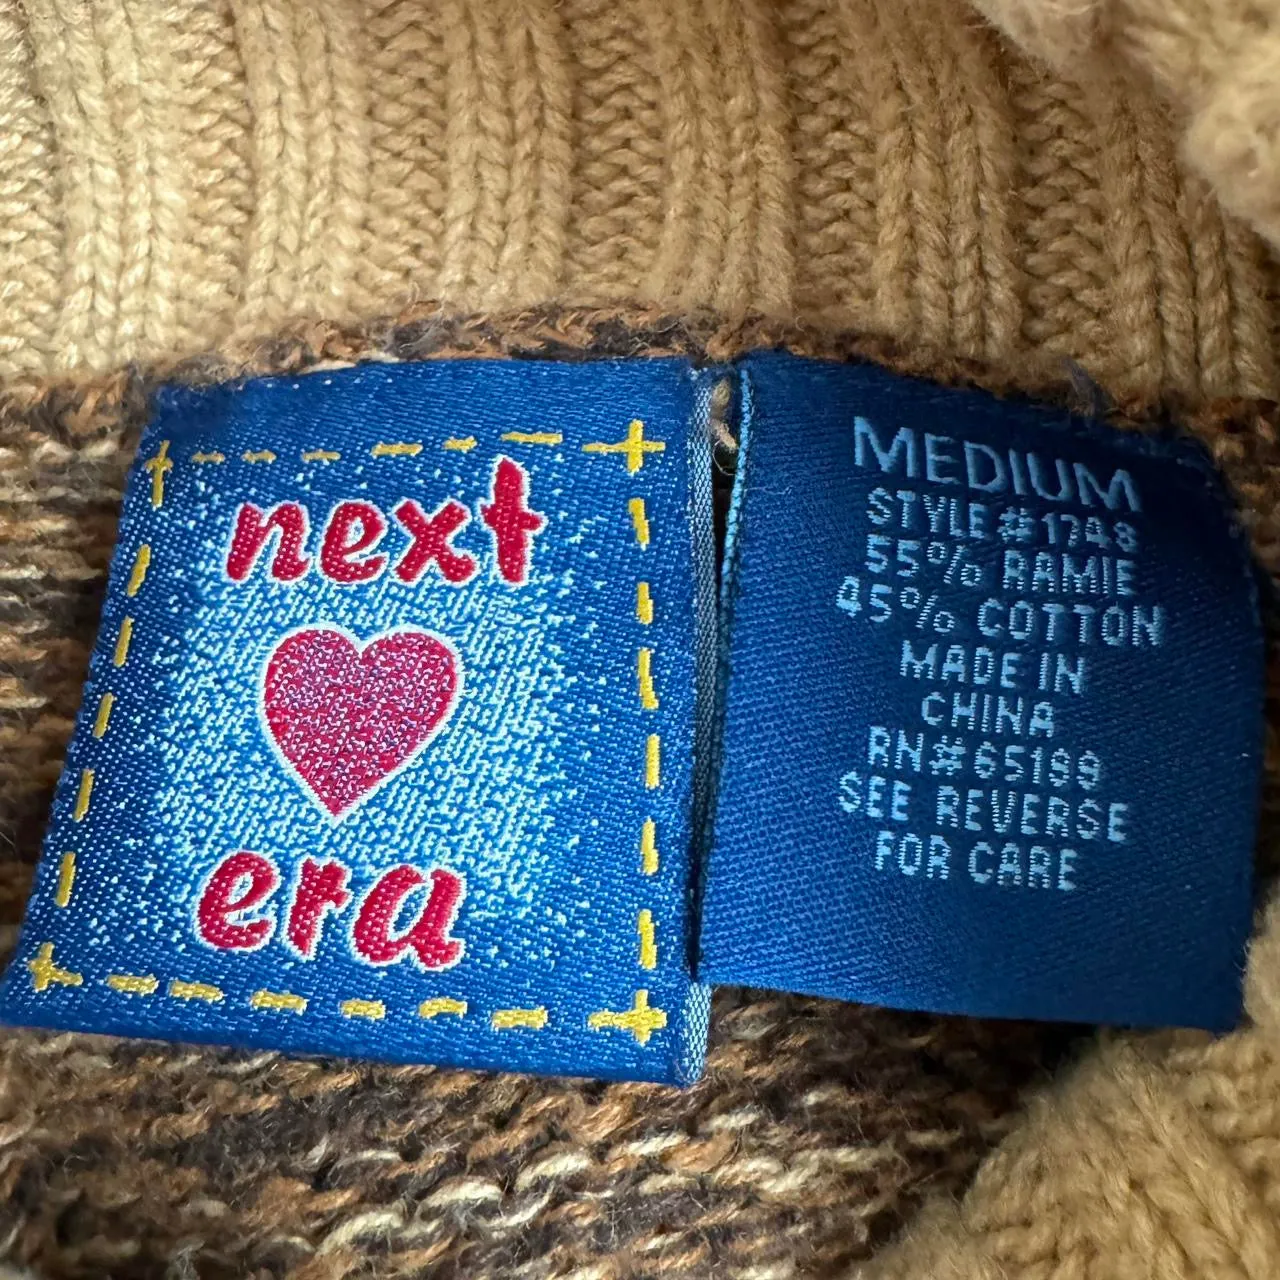 next
era
MEDIUM
STYLE #1748
55% RAMIE
45% COTTON
MADE IN
CHINA
RN#65199
SEE REVERSE
FOR CARE